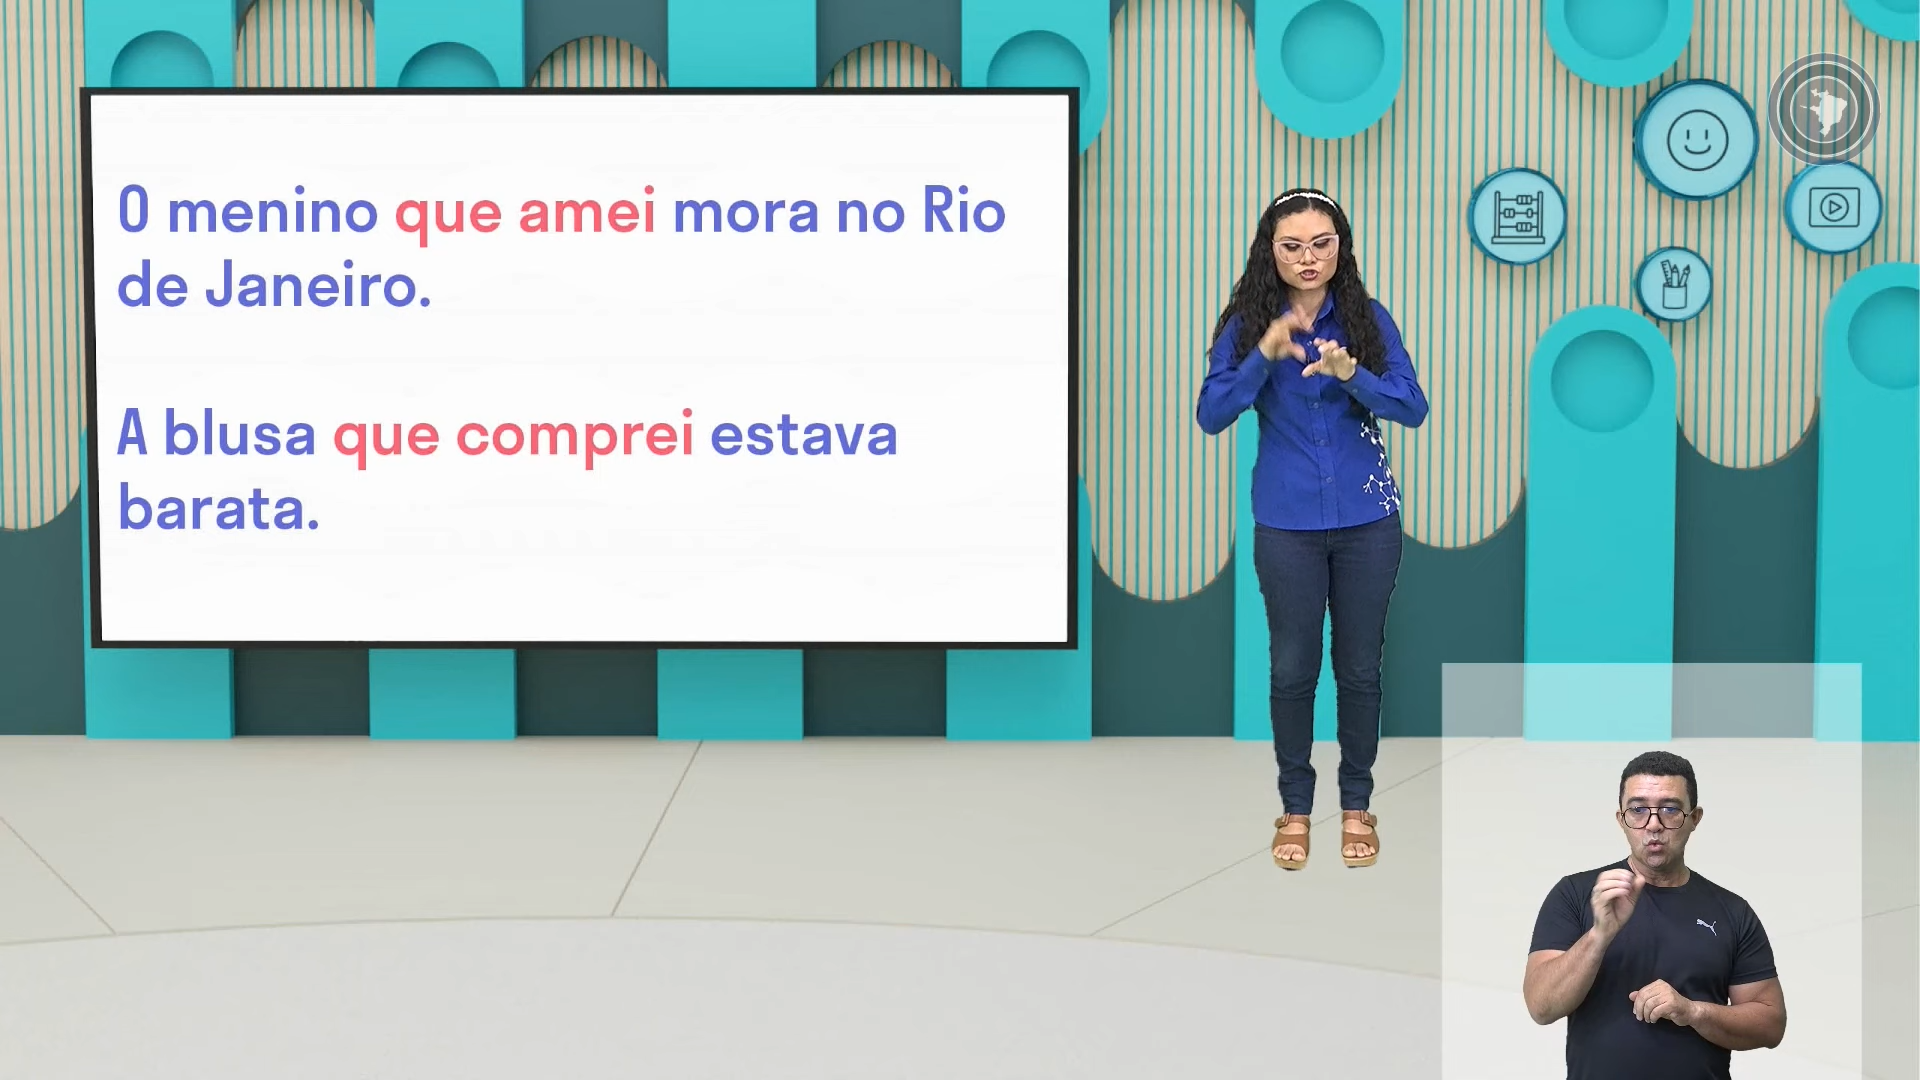 O menino que amei mora no Rio
de Janeiro.
A blusa que comprei estava
barata.